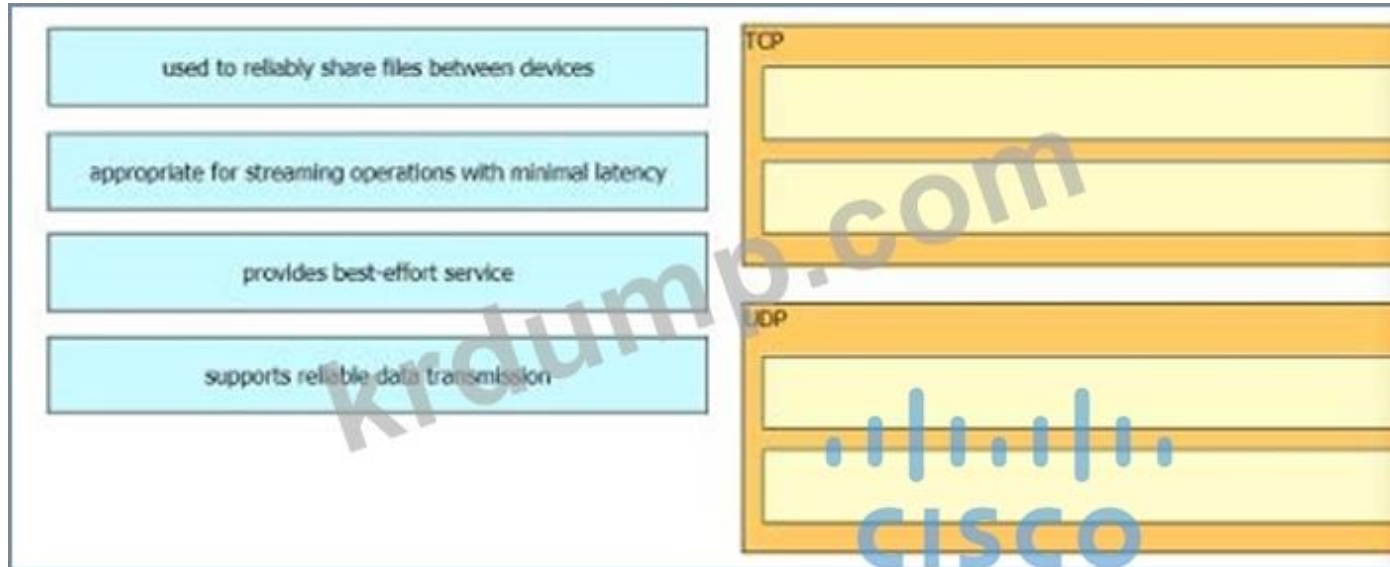 used to reliably share files between devices
appropriate for streaming operations with minimal latency
provides best-effort service
supports reliable data transmission
TCP
UDP
krdump.com
CISCO